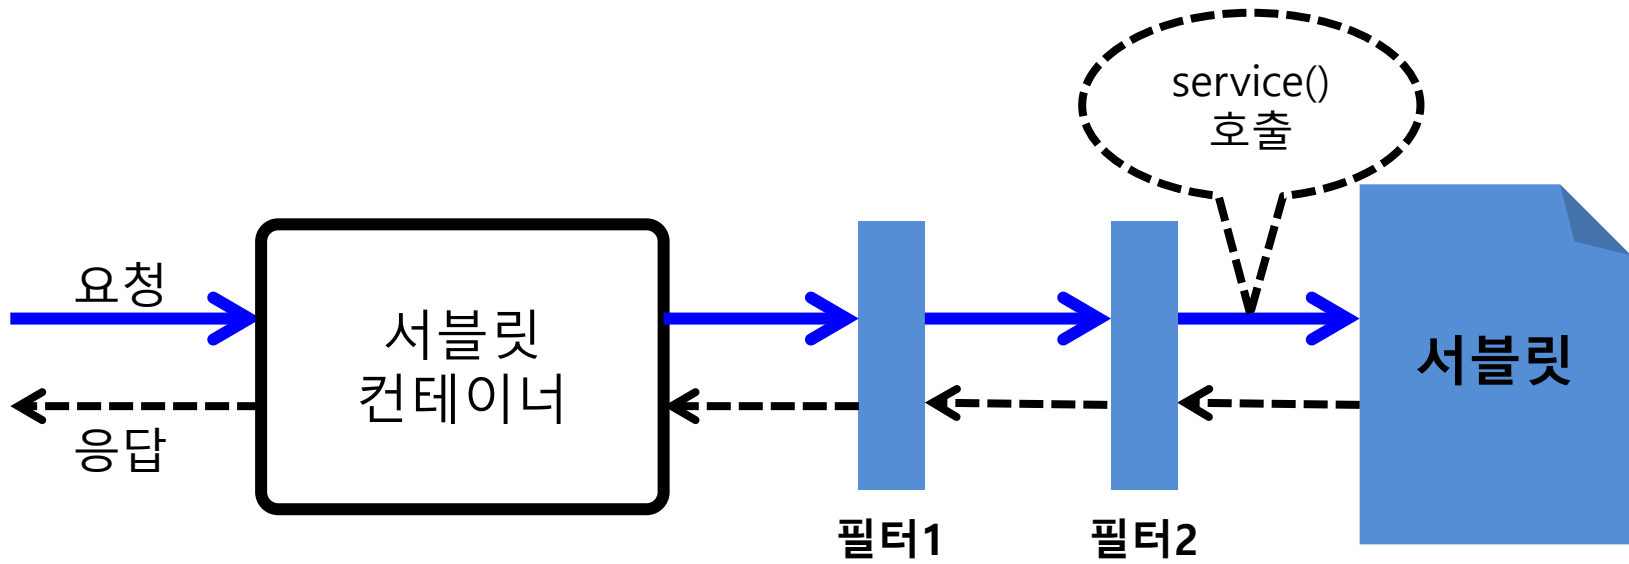 service()
호출
요청
서블릿
컨테이너
응답
필터1
필터2
서블릿